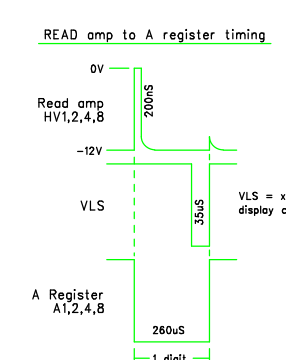 READ amp to A register timing
0V
Read amp
HV1,2,4,8
200nS
-12V
VLS
35uS
VLS = x
display c
A Register
A1,2,4,8
260uS
1 digit